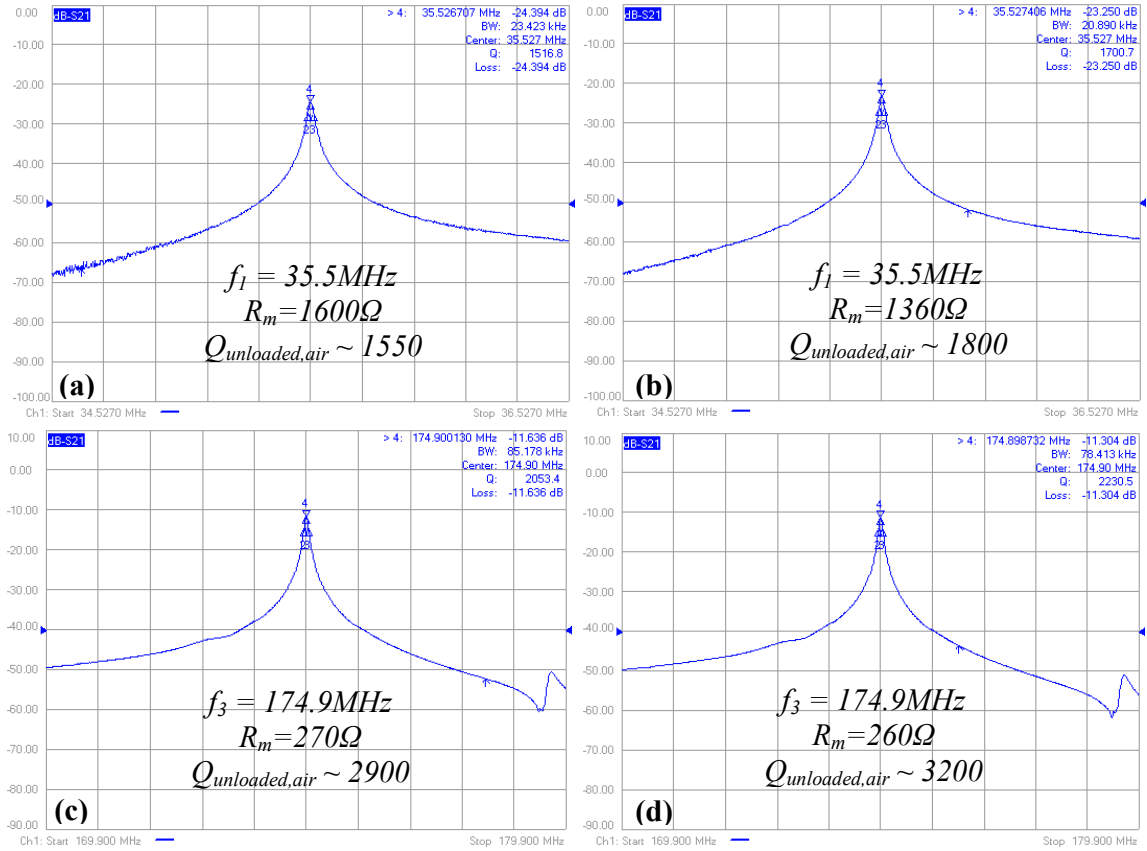 dB-S21
> 4: 35.526707 MHz -24.394 dB
BW: 23.423 kHz
Center: 35.527 MHz
Q: 1516.8
Loss: -24.394 dB
0.00
-10.00
-20.00
-30.00
-40.00
-50.00
-60.00
-70.00
-80.00
-90.00
-100.00
4
23
f1 = 35.5MHz
Rm=1600Ω
Qunloaded,air ~ 1550
(a)
Ch1: Start 34.5270 MHz
Stop 36.5270 MHz
dB-S21
> 4: 35.527406 MHz -23.250 dB
BW: 20.890 kHz
Center: 35.527 MHz
Q: 1700.7
Loss: -23.250 dB
0.00
-10.00
-20.00
-30.00
-40.00
-50.00
-60.00
-70.00
-80.00
-90.00
-100.00
4
23
f1 = 35.5MHz
Rm=1360Ω
Qunloaded,air ~ 1800
(b)
Ch1: Start 34.5270 MHz
Stop 36.5270 MHz
dB-S21
> 4: 174.900130 MHz -11.636 dB
BW: 85.178 kHz
Center: 174.90 MHz
Q: 2053.4
Loss: -11.636 dB
10.00
0.00
-10.00
-20.00
-30.00
-40.00
-50.00
-60.00
-70.00
-80.00
-90.00
4
23
f3 = 174.9MHz
Rm=270Ω
Qunloaded,air ~ 2900
(c)
Ch1: Start 169.900 MHz
Stop 179.900 MHz
dB-S21
> 4: 174.898732 MHz -11.304 dB
BW: 78.413 kHz
Center: 174.90 MHz
Q: 2230.5
Loss: -11.304 dB
10.00
0.00
-10.00
-20.00
-30.00
-40.00
-50.00
-60.00
-70.00
-80.00
-90.00
4
23
f3 = 174.9MHz
Rm=260Ω
Qunloaded,air ~ 3200
(d)
Ch1: Start 169.900 MHz
Stop 179.900 MHz